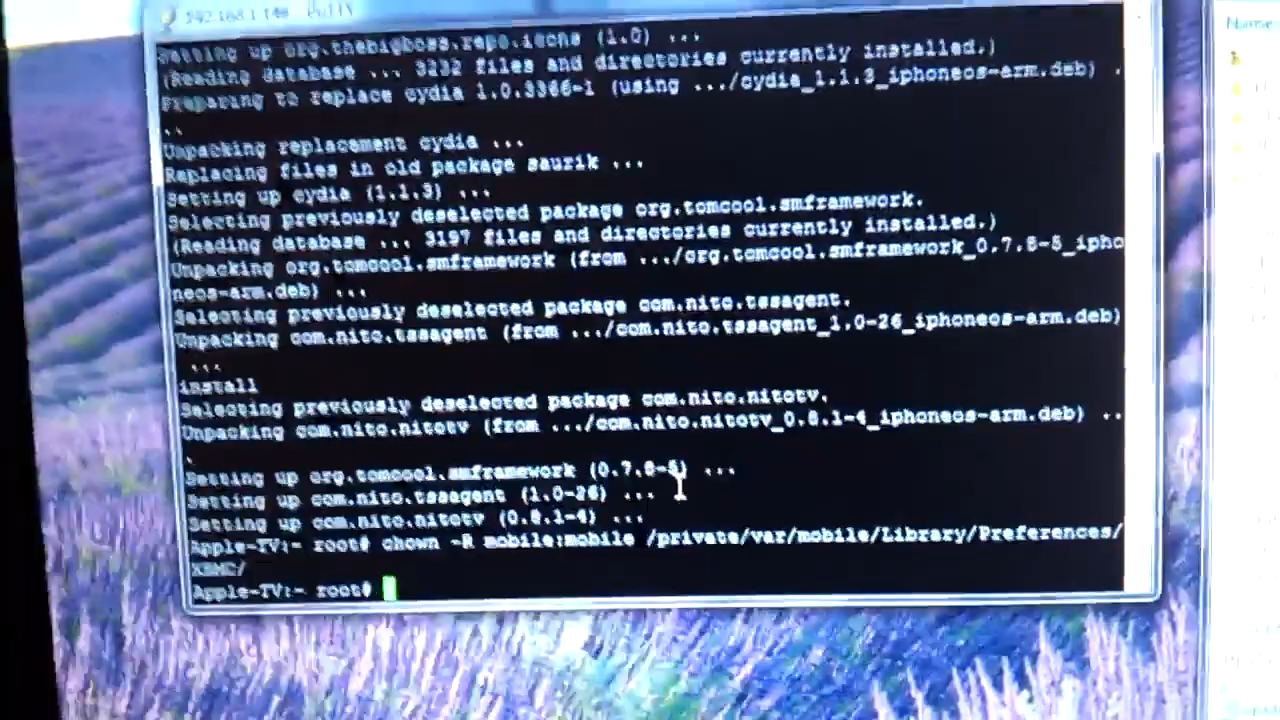 192.168.1.146 - PuTTY
Setting up org.thebigboss.repo.icons (1.0) ...
(Reading database ... 3232 files and directories currently installed.)
Preparing to replace cydia 1.0.3366-1 (using .../cydia_1.1.3_iphoneos-arm.deb) .
..
Unpacking replacement cydia ...
Replacing files in old package saurik ...
Setting up cydia (1.1.3) ...
Selecting previously deselected package org.tomcool.smframework.
(Reading database ... 3197 files and directories currently installed.)
Unpacking org.tomcool.smframework (from .../org.tomcool.smframework_0.7.8-5_ipho
neos-arm.deb) ...
Selecting previously deselected package com.nito.tssagent.
Unpacking com.nito.tssagent (from .../com.nito.tssagent_1.0-26_iphoneos-arm.deb)
...
install
Selecting previously deselected package com.nito.nitotv.
Unpacking com.nito.nitotv (from .../com.nito.nitotv_0.8.1-4_iphoneos-arm.deb) ..
.
Setting up org.tomcool.smframework (0.7.8-5) ...
Setting up com.nito.tssagent (1.0-26) ...
Setting up com.nito.nitotv (0.8.1-4) ...
Apple-TV:~ root# chown -R mobile:mobile /private/var/mobile/Library/Preferences/
XBMC/
Apple-TV:~ root#
Name